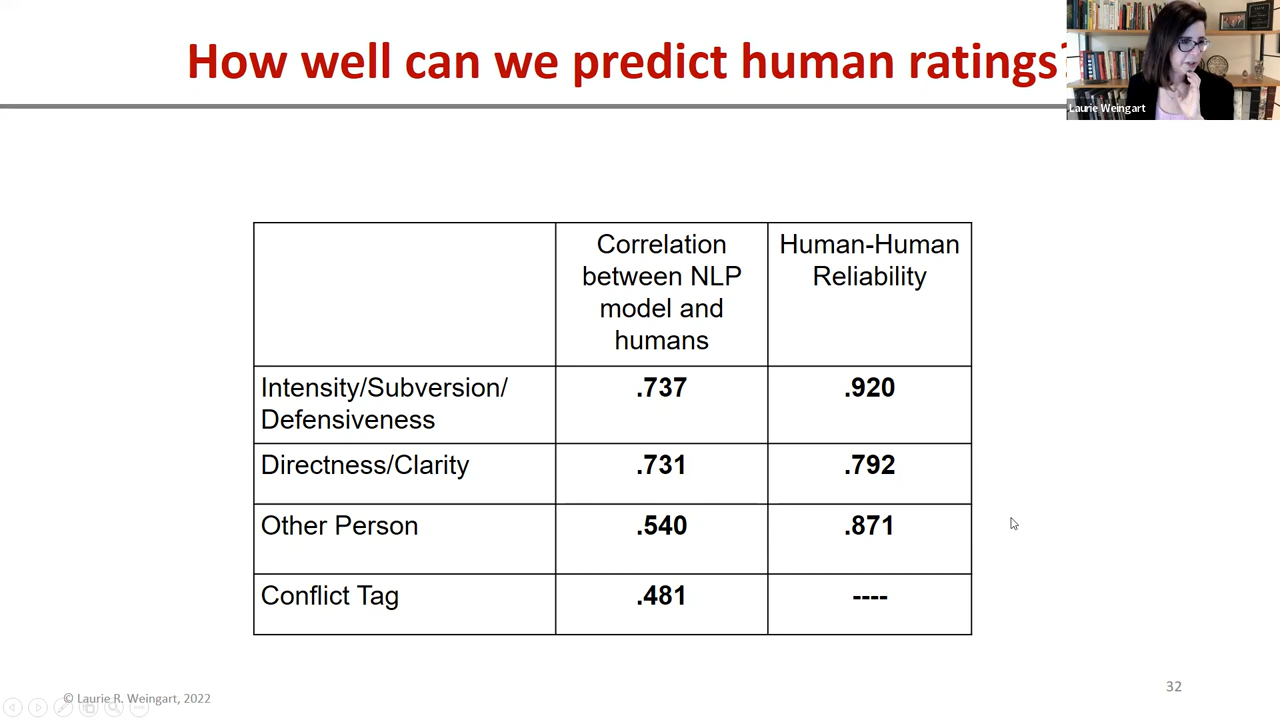 How well can we predict human ratings?
Laurie Weingart
Correlation
between NLP
model and
humans
Human-Human
Reliability
Intensity/Subversion/
Defensiveness
.737
.920
Directness/Clarity
.731
.792
Other Person
.540
.871
Conflict Tag
.481
----
© Laurie R. Weingart, 2022
32